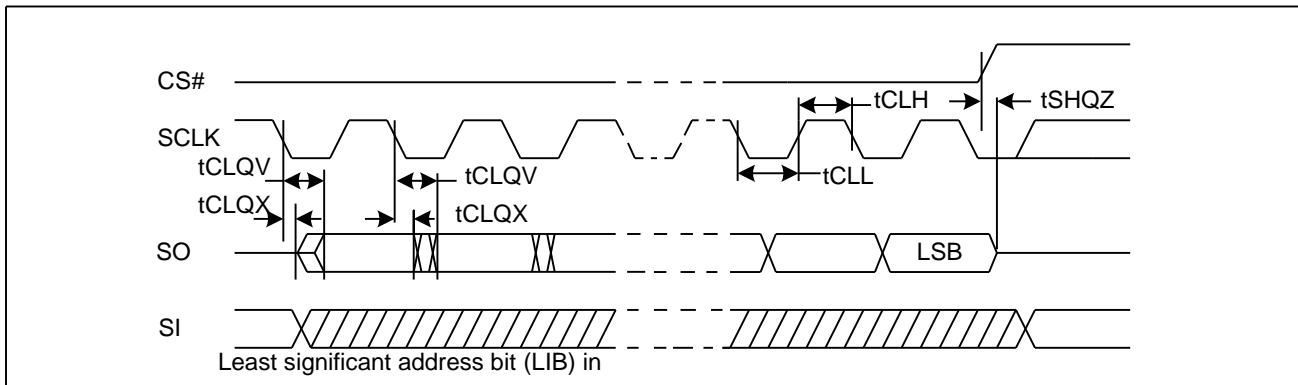 CS#
tCLH
tSHQZ
SCLK
tCLQV
tCLQV
tCLL
tCLQX
tCLQX
SO
LSB
SI
Least significant address bit (LIB) in